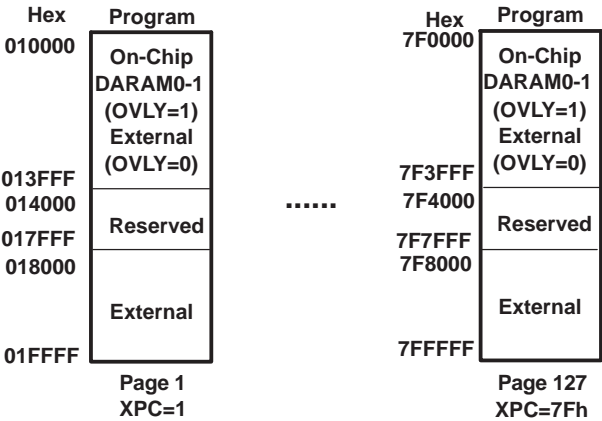 Hex Program
010000
On-Chip
DARAM0-1
(OVLY=1)
External
(OVLY=0)
013FFF
014000
Reserved
017FFF
018000
External
01FFFF
Page 1
XPC=1
......
Hex Program
7F0000
On-Chip
DARAM0-1
(OVLY=1)
External
(OVLY=0)
7F3FFF
7F4000
Reserved
7F7FFF
7F8000
External
7FFFFF
Page 127
XPC=7Fh